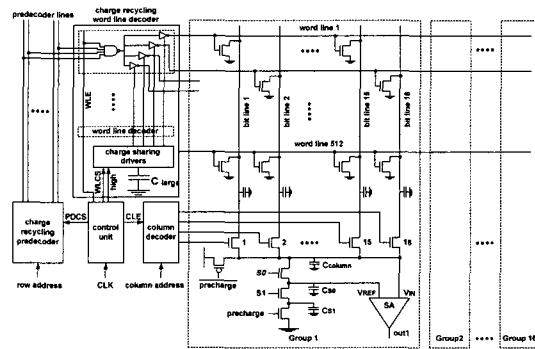 predecoder lines
charge recycling
word line decoder
word line 1
WLE
word line decoder
charge sharing
drivers
WLCS
high
C large
bit line 1
bit line 2
bit line 15
bit line 16
word line 512
charge
recycling
predecoder
PDCS
control
unit
CLE
column
decoder
row address
CLK
column address
1
2
15
16
precharge
S0
S1
precharge
Ccolumn
CS0
CS1
VREF
VIN
SA
out1
Group 1
Group2
Group 16